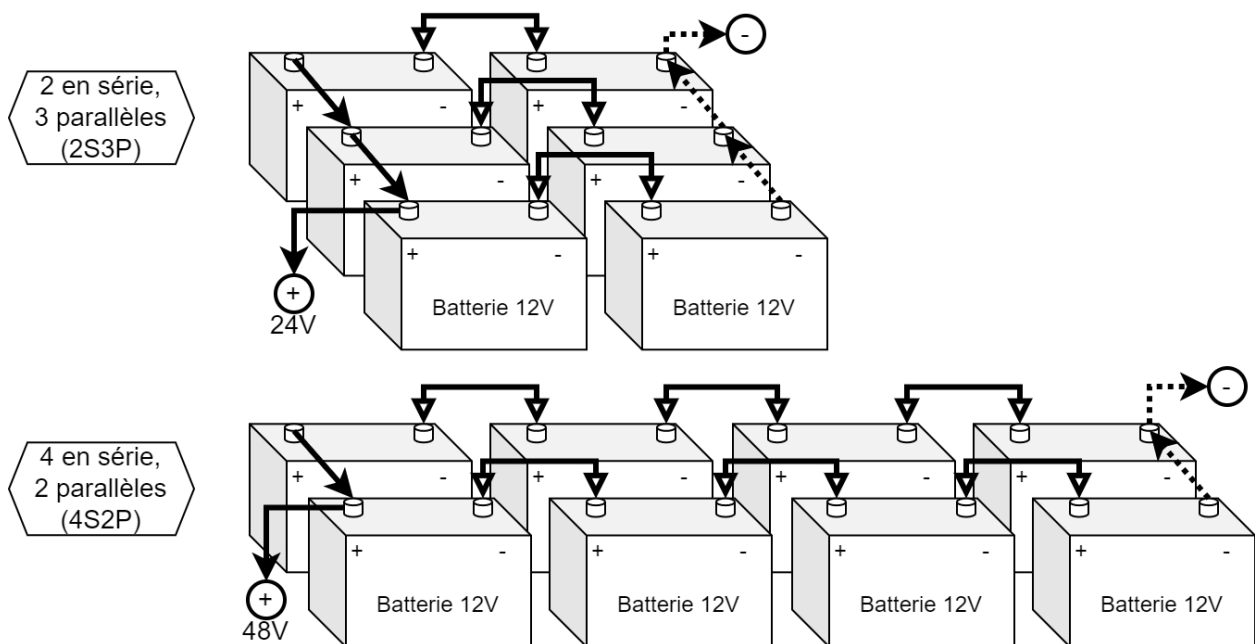 -
2 en série,
3 parallèles
(2S3P)
+ - + -
+ - + -
+ - + -
+
24V
Batterie 12V
Batterie 12V
-
4 en série,
2 parallèles
(4S2P)
+ - + - + - + -
+ - + - + - + -
+
48V
Batterie 12V
Batterie 12V
Batterie 12V
Batterie 12V